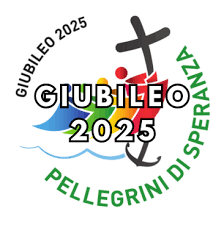 GIUBILEO 2025
GIUBILEO
2025
PELLEGRINI DI SPERANZA